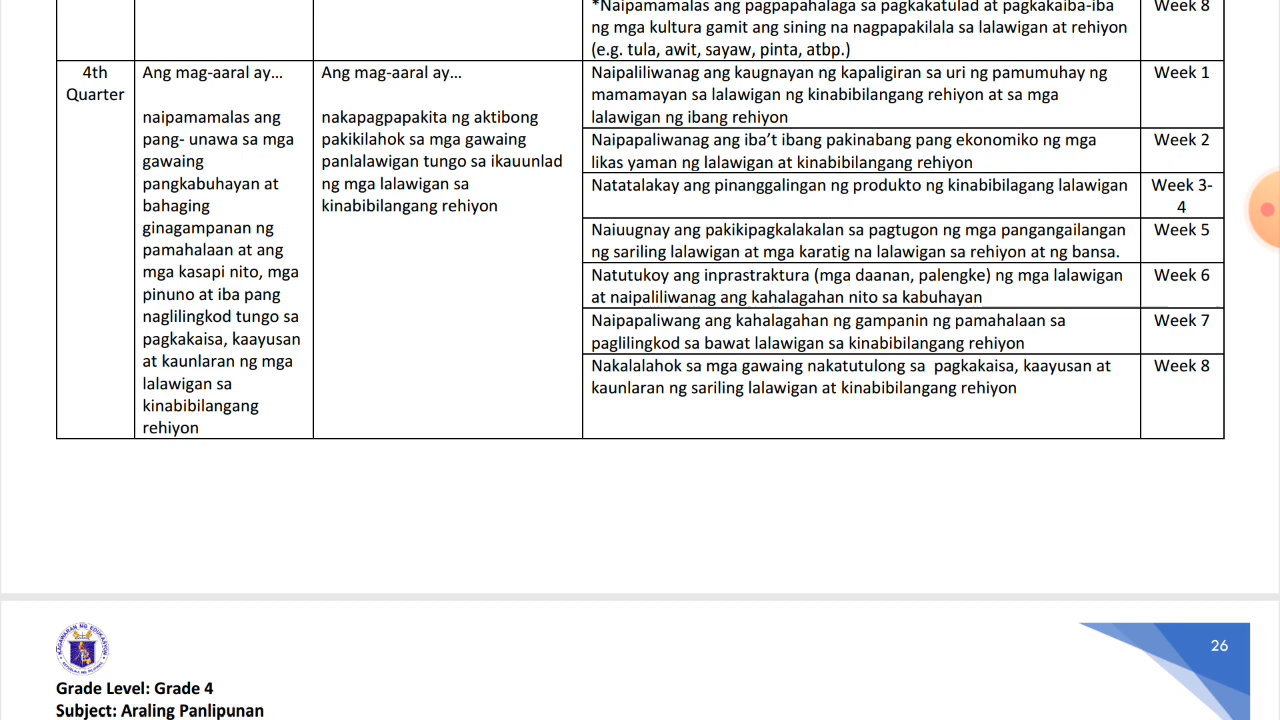 *Naipamamalas ang pagpapahalaga sa pagkakatulad at pagkakaiba-iba
ng mga kultura gamit ang sining na nagpapakilala sa lalawigan at rehiyon
(e.g. tula, awit, sayaw, pinta, atbp.)
Week 8
4th
Quarter
Ang mag-aaral ay…
naipamamalas ang
pang- unawa sa mga
gawaing
pangkabuhayan at
bahaging
ginagampanan ng
pamahalaan at ang
mga kasapi nito, mga
pinuno at iba pang
naglilingkod tungo sa
pagkakaisa, kaayusan
at kaunlaran ng mga
lalawigan sa
kinabibilangang
rehiyon
Ang mag-aaral ay…
nakapagpapakita ng aktibong
pakikilahok sa mga gawaing
panlalawigan tungo sa ikauunlad
ng mga lalawigan sa
kinabibilangang rehiyon
Naipaliliwanag ang kaugnayan ng kapaligiran sa uri ng pamumuhay ng
mamamayan sa lalawigan ng kinabibilangang rehiyon at sa mga
lalawigan ng ibang rehiyon
Week 1
Naipapaliwanag ang iba’t ibang pakinabang pang ekonomiko ng mga
likas yaman ng lalawigan at kinabibilangang rehiyon
Week 2
Natatalakay ang pinanggalingan ng produkto ng kinabibilagang lalawigan
Week 3-
4
Naiuugnay ang pakikipagkalakalan sa pagtugon ng mga pangangailangan
ng sariling lalawigan at mga karatig na lalawigan sa rehiyon at ng bansa.
Week 5
Natutukoy ang inprastraktura (mga daanan, palengke) ng mga lalawigan
at naipaliliwanag ang kahalagahan nito sa kabuhayan
Week 6
Naipapaliwang ang kahalagahan ng gampanin ng pamahalaan sa
paglilingkod sa bawat lalawigan sa kinabibilangang rehiyon
Week 7
Nakalalahok sa mga gawaing nakatutulong sa  pagkakaisa, kaayusan at
kaunlaran ng sariling lalawigan at kinabibilangang rehiyon
Week 8
KAGAWARAN NG EDUKASYON
REPUBLIKA NG PILIPINAS
26
Grade Level: Grade 4
Subject: Araling Panlipunan